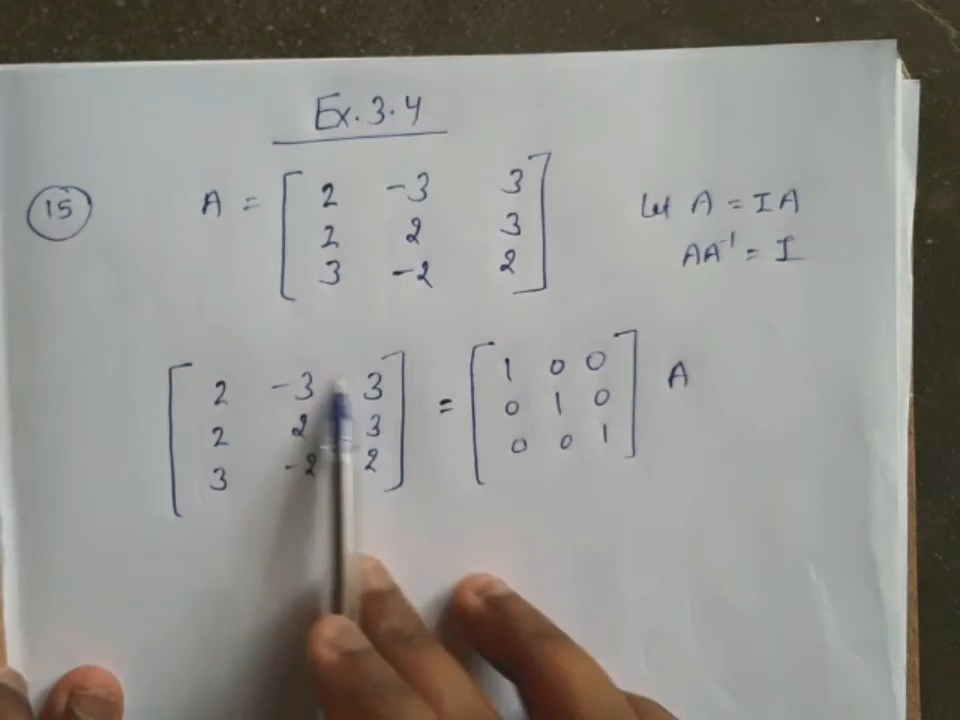 Ex. 3.4
15 A = [ 2 -3 3 Let A = IA
2 2 3 AA⁻¹ = I
3 -2 2 ]
[ 2 -3 3 = [ 1 0 0 A
2 2 3 0 1 0
3 -2 2 ] 0 0 1 ]